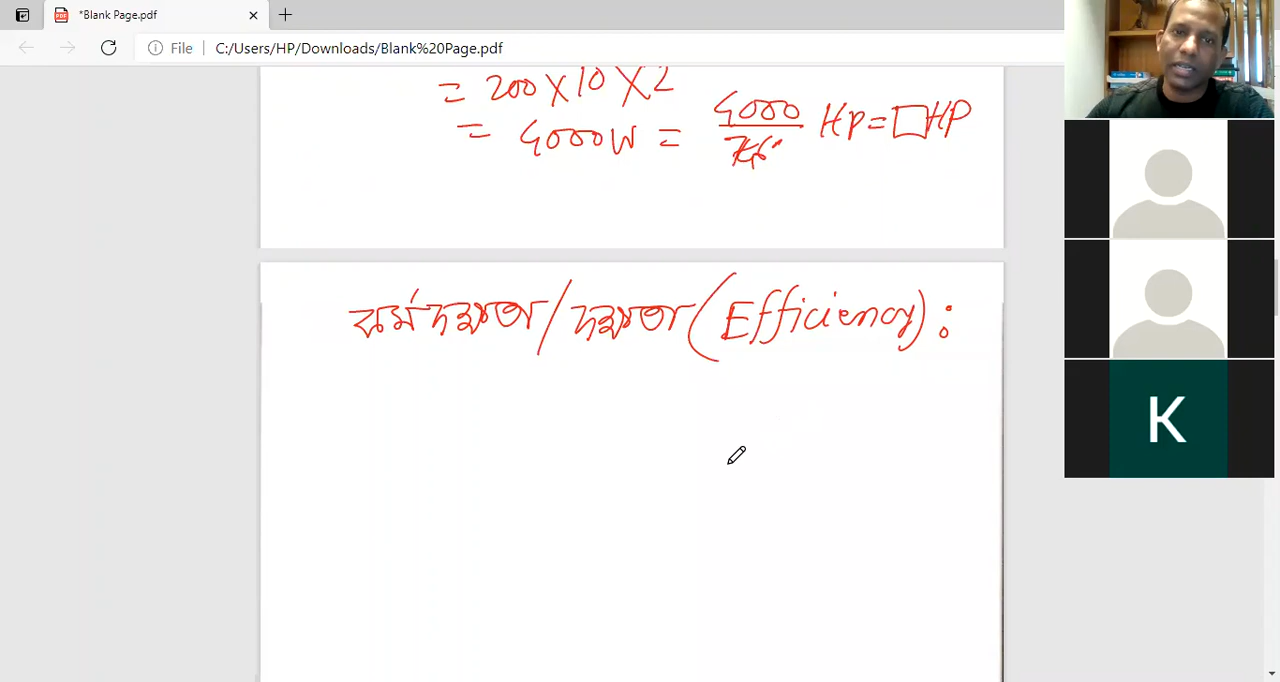 *Blank Page.pdf
File C:/Users/HP/Downloads/Blank%20Page.pdf
= 200 X 10 X 2
= 4000W = 4000/746 HP = □HP
কর্মদক্ষতা/দক্ষতা (Efficiency):
K